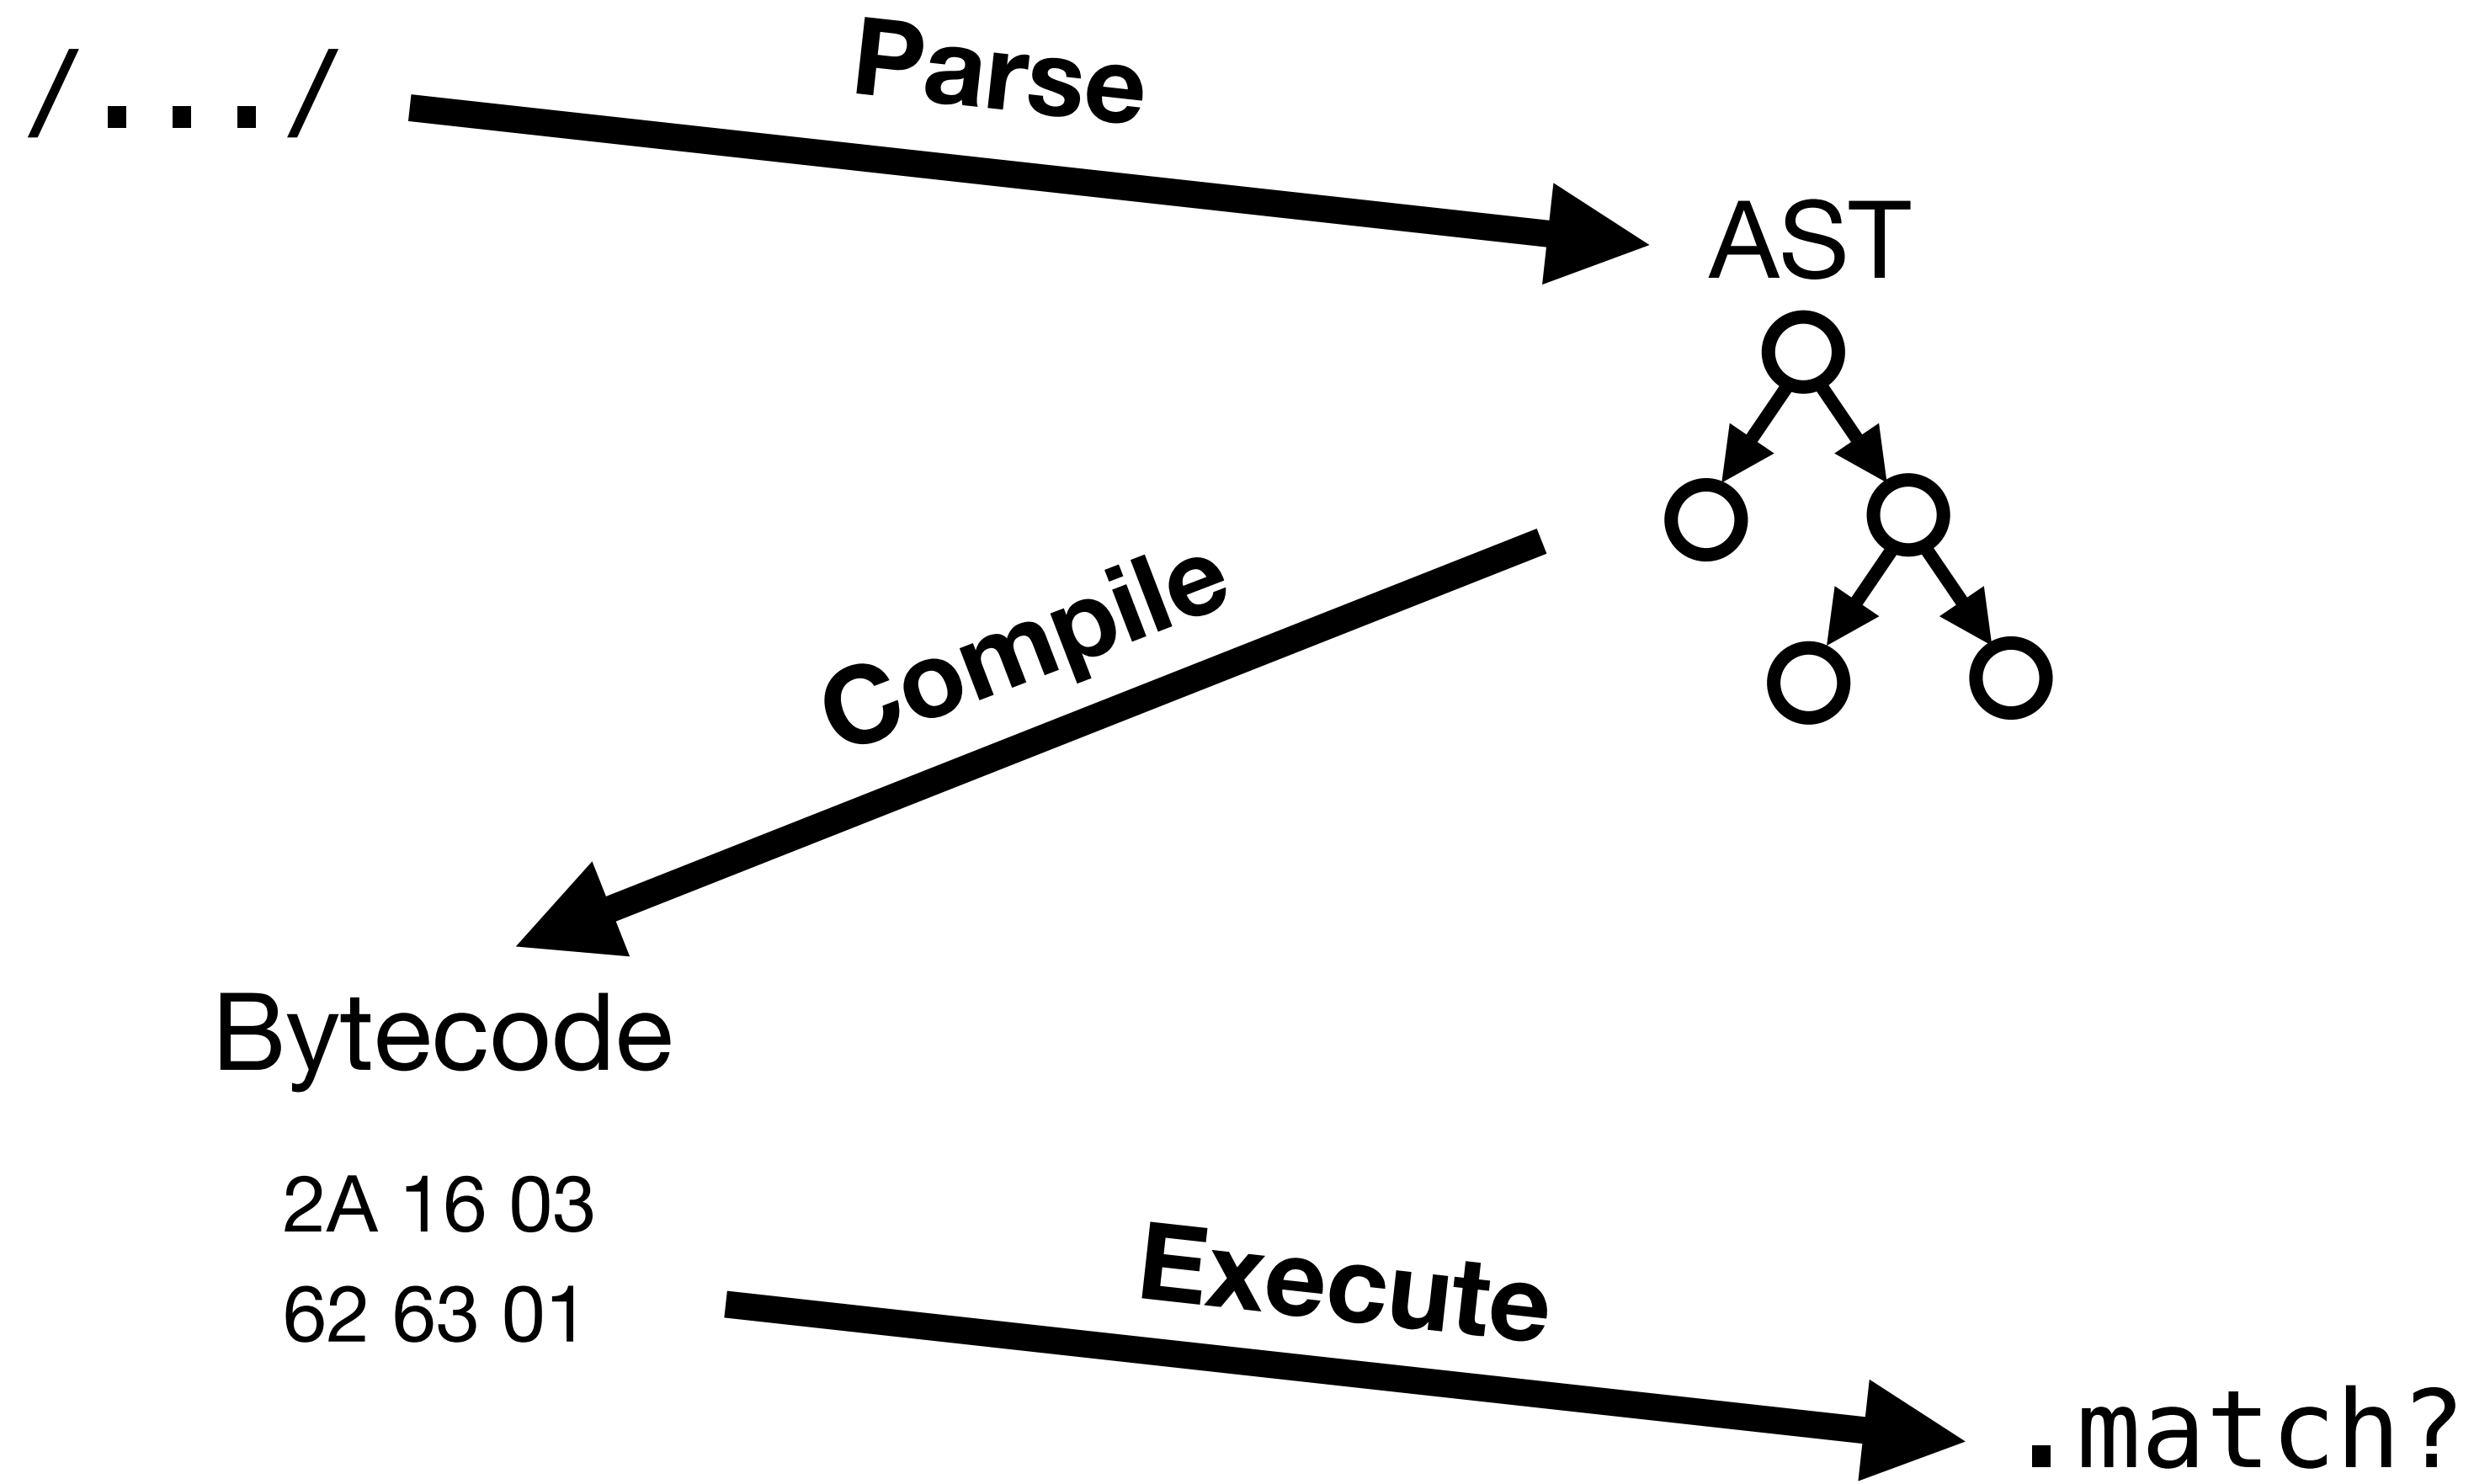 /.../
Parse
AST
Compile
Bytecode
2A 16 03
62 63 01
Execute
.match?